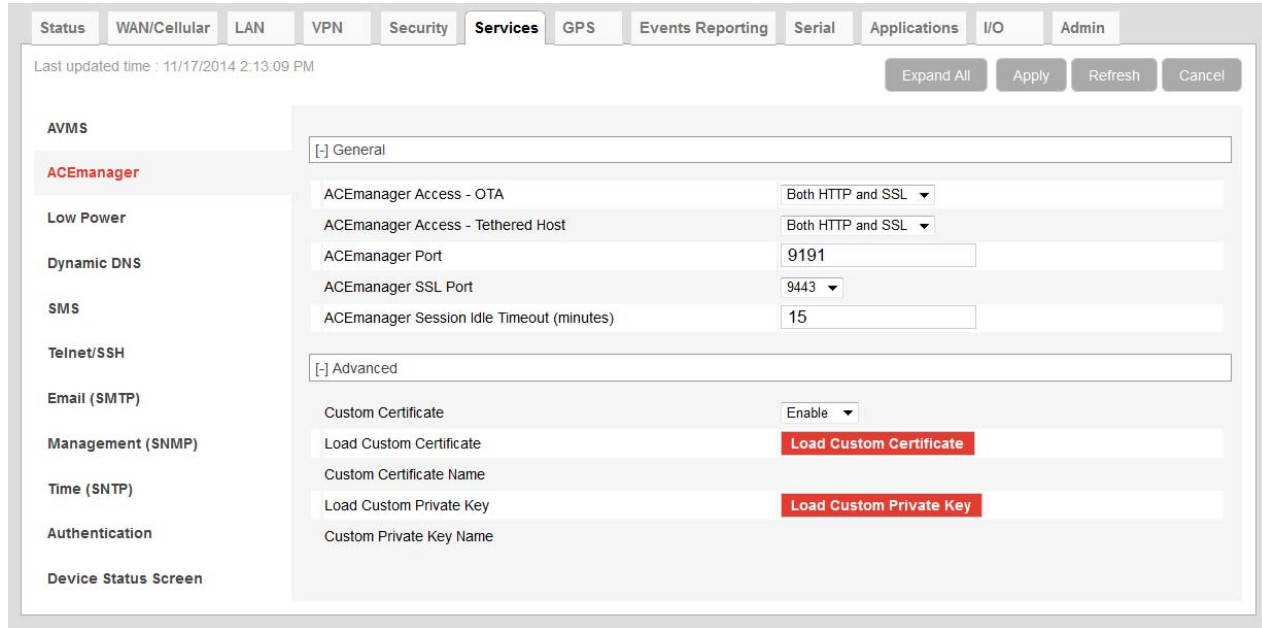 Status WAN/Cellular LAN VPN Security Services GPS Events Reporting Serial Applications I/O Admin
Last updated time : 11/17/2014 2:13:09 PM
Expand All Apply Refresh Cancel
AVMS
ACEmanager
Low Power
Dynamic DNS
SMS
Telnet/SSH
Email (SMTP)
Management (SNMP)
Time (SNTP)
Authentication
Device Status Screen
[-] General
ACEmanager Access - OTA Both HTTP and SSL
ACEmanager Access - Tethered Host Both HTTP and SSL
ACEmanager Port 9191
ACEmanager SSL Port 9443
ACEmanager Session Idle Timeout (minutes) 15
[-] Advanced
Custom Certificate Enable
Load Custom Certificate Load Custom Certificate
Custom Certificate Name
Load Custom Private Key Load Custom Private Key
Custom Private Key Name